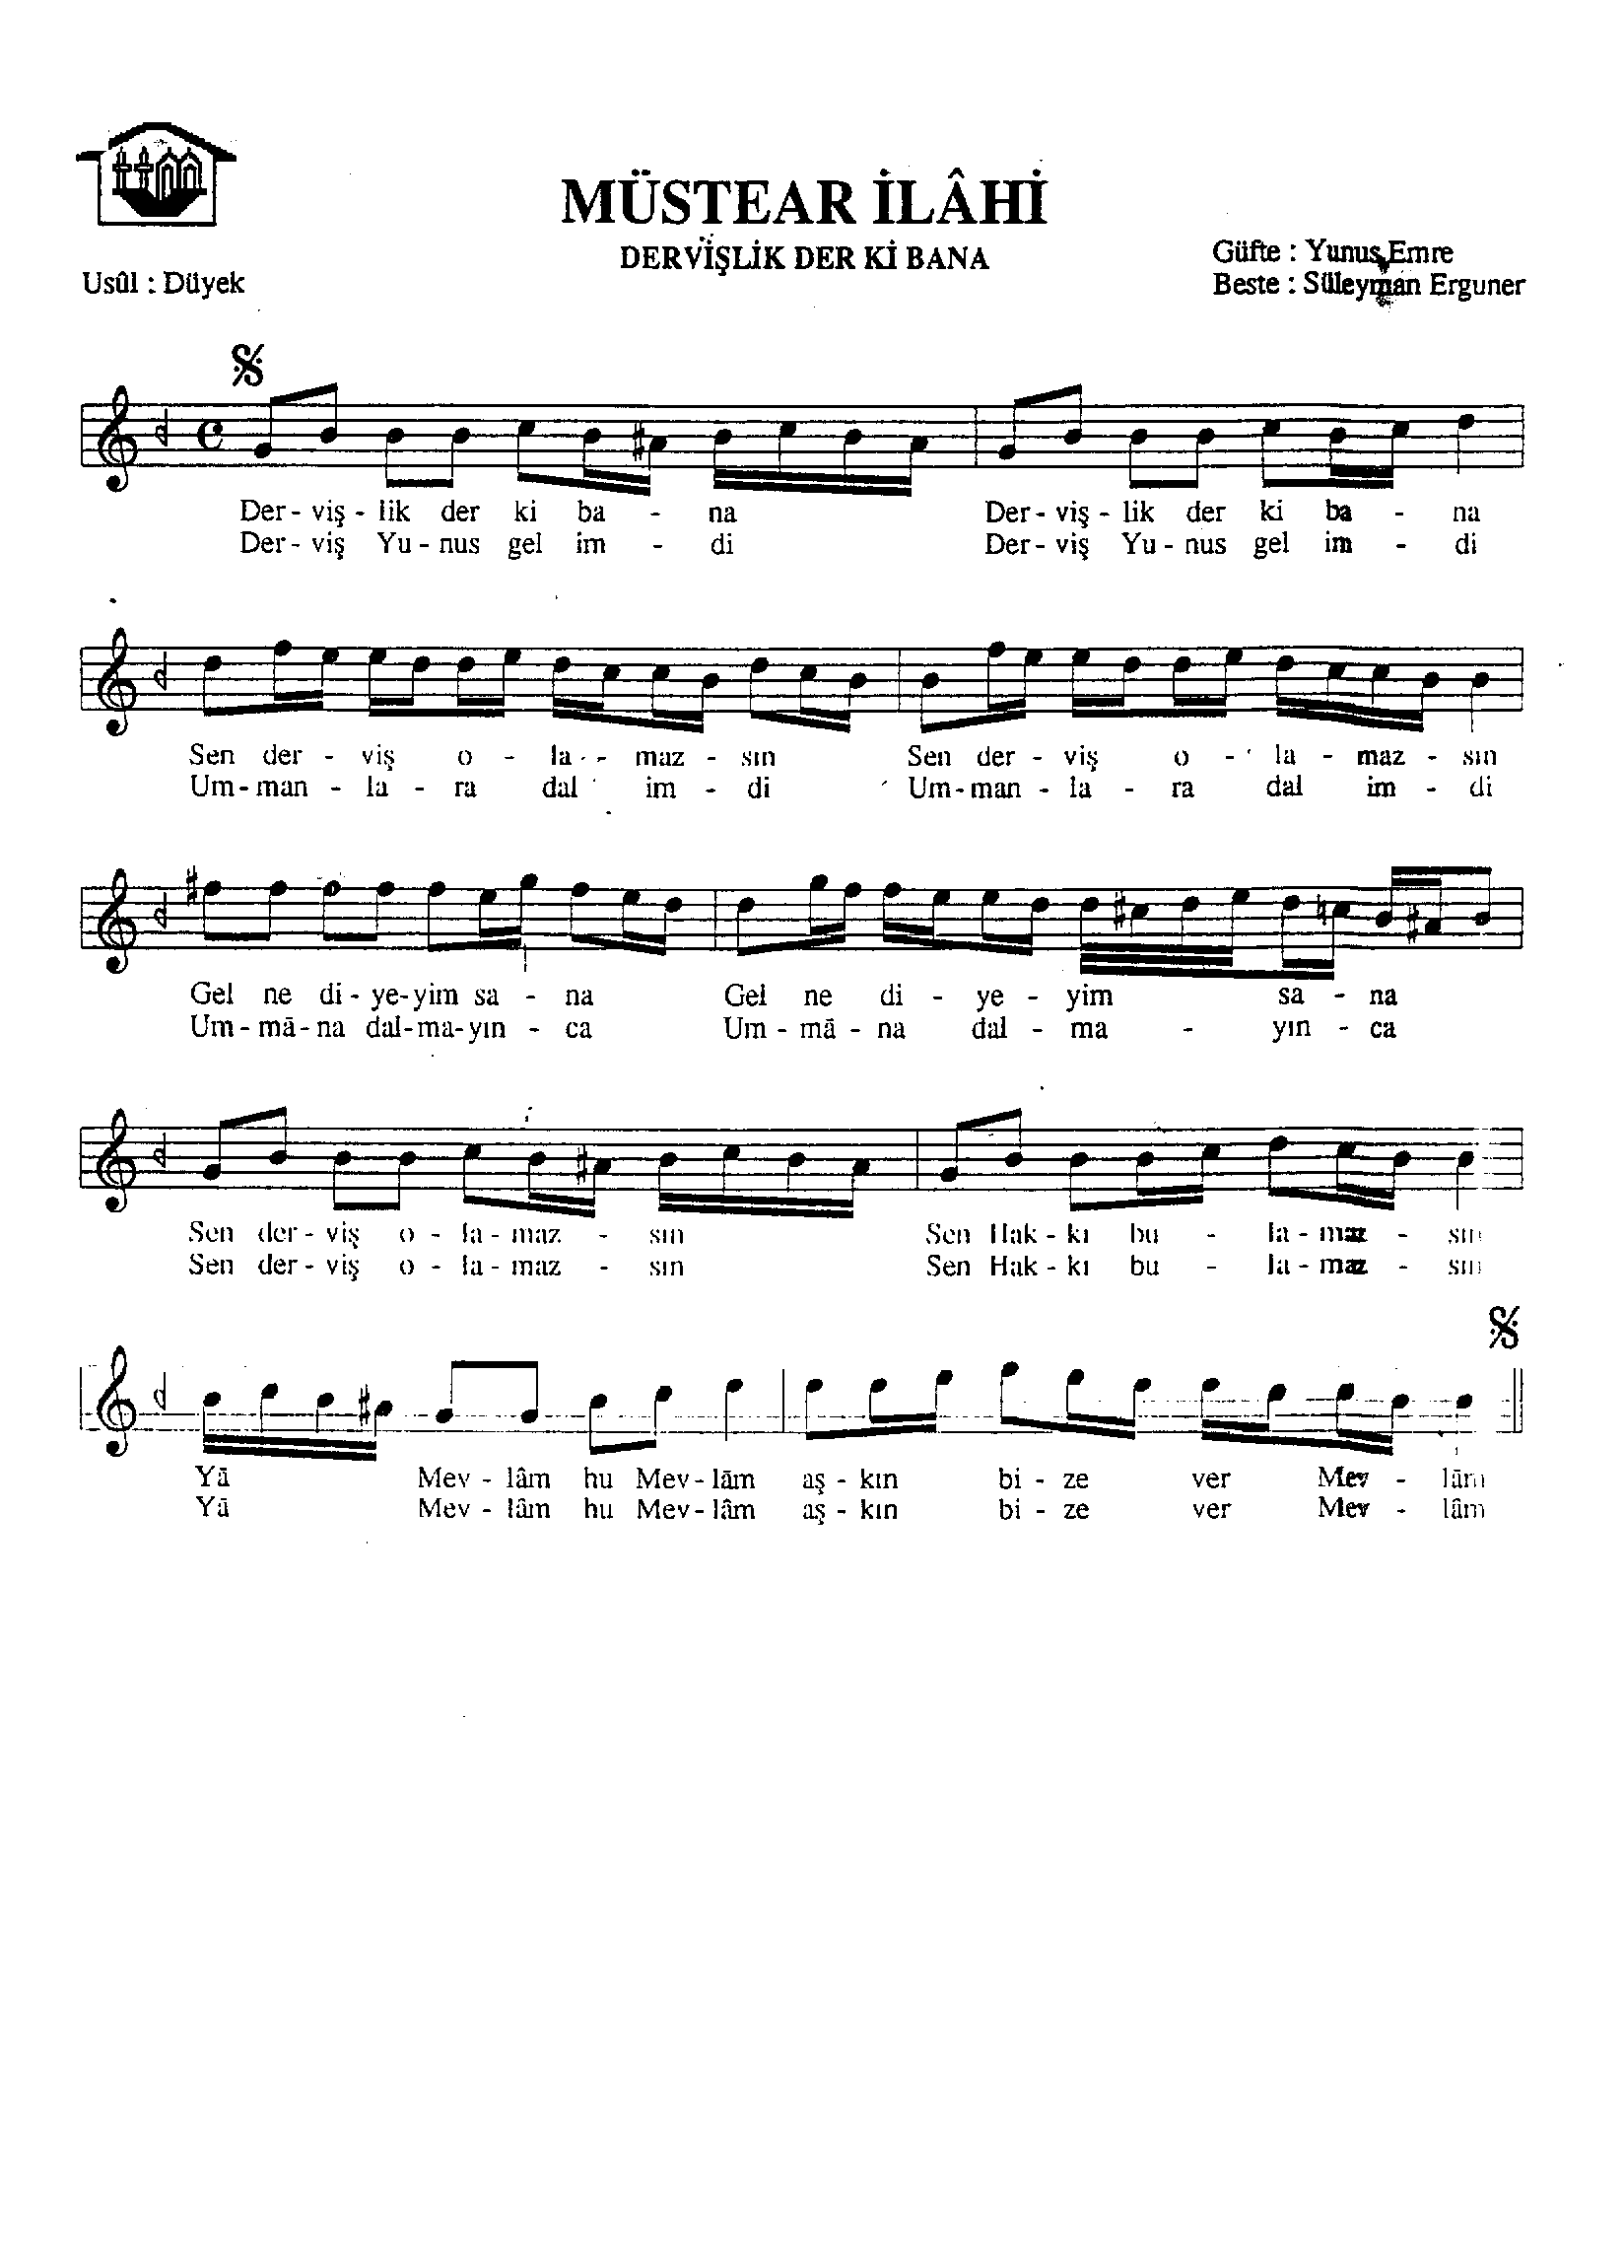 MÜSTEAR İLÂHİ
DERVİŞLİK DER Kİ BANA
Usûl : Düyek
Güfte : Yunus Emre
Beste : Süleyman Erguner
Der - viş - lik der ki ba - na Der - viş - lik der ki ba - na
Der - viş Yu - nus gel im - di Der - viş Yu - nus gel im - di
Sen der - viş o - la - maz - sın Sen der - viş o - la - maz - sın
Um - man - la - ra dal im - di Um - man - la - ra dal im - di
Gel ne di - ye - yim sa - na Gel ne di - ye - yim sa - na
Um - mā - na dal - ma - yın - ca Um - mā - na dal - ma - yın - ca
Sen der - viş o - la - maz - sın Sen Hak - kı bu - la - maz - sın
Sen der - viş o - la - maz - sın Sen Hak - kı bu - la - maz - sın
Yā Mev - lâm hu Mev - lām aş - kın bi - ze ver Mev - lām
Yā Mev - lâm hu Mev - lâm aş - kın bi - ze ver Mev - lâm